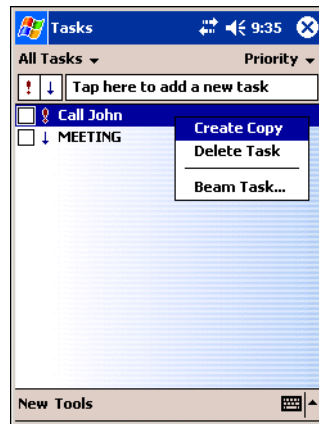 Tasks 9:35
All Tasks Priority
Tap here to add a new task
Call John
MEETING
Create Copy
Delete Task
Beam Task...
New Tools